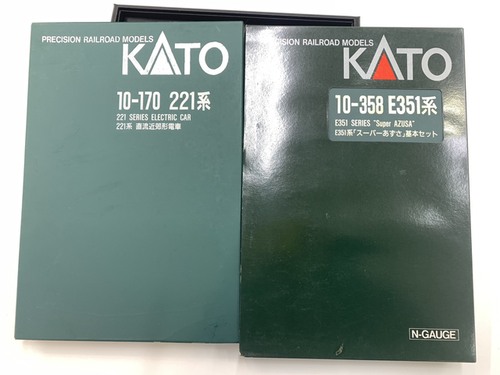 PRECISION RAILROAD MODELS
KATO
10-170 221系
221 SERIES ELECTRIC CAR
221系 直流近郊形電車
PRECISION RAILROAD MODELS
KATO
10-358 E351系
E351 SERIES "Super AZUSA"
E351系「スーパーあずさ」基本セット
N-GAUGE